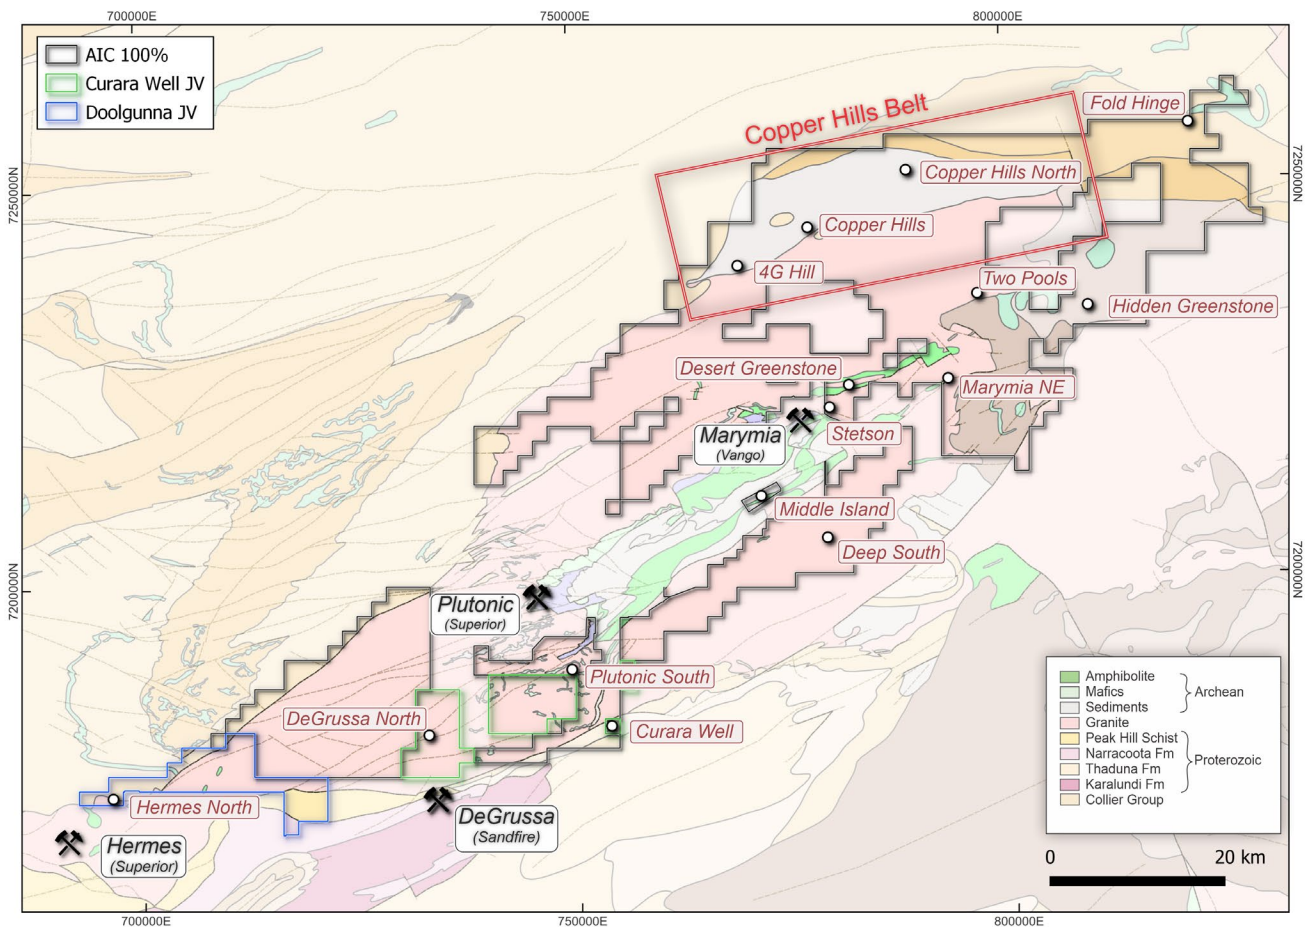 700000E
750000E
800000E
AIC 100%
Curara Well JV
Doolgunna JV
Copper Hills Belt
Fold Hinge
7250000N
7250000N
Copper Hills North
Copper Hills
4G Hill
Two Pools
Hidden Greenstone
Desert Greenstone
Marymia NE
Marymia
(Vango)
Stetson
Middle Island
Deep South
7200000N
7200000N
Plutonic
(Superior)
Plutonic South
DeGrussa North
Curara Well
Hermes North
DeGrussa
(Sandfire)
Hermes
(Superior)
Amphibolite
Mafics
Archean
Sediments
Granite
Peak Hill Schist
Narracoota Fm
Proterozoic
Thaduna Fm
Karalundi Fm
Collier Group
0 20 km
700000E
750000E
800000E